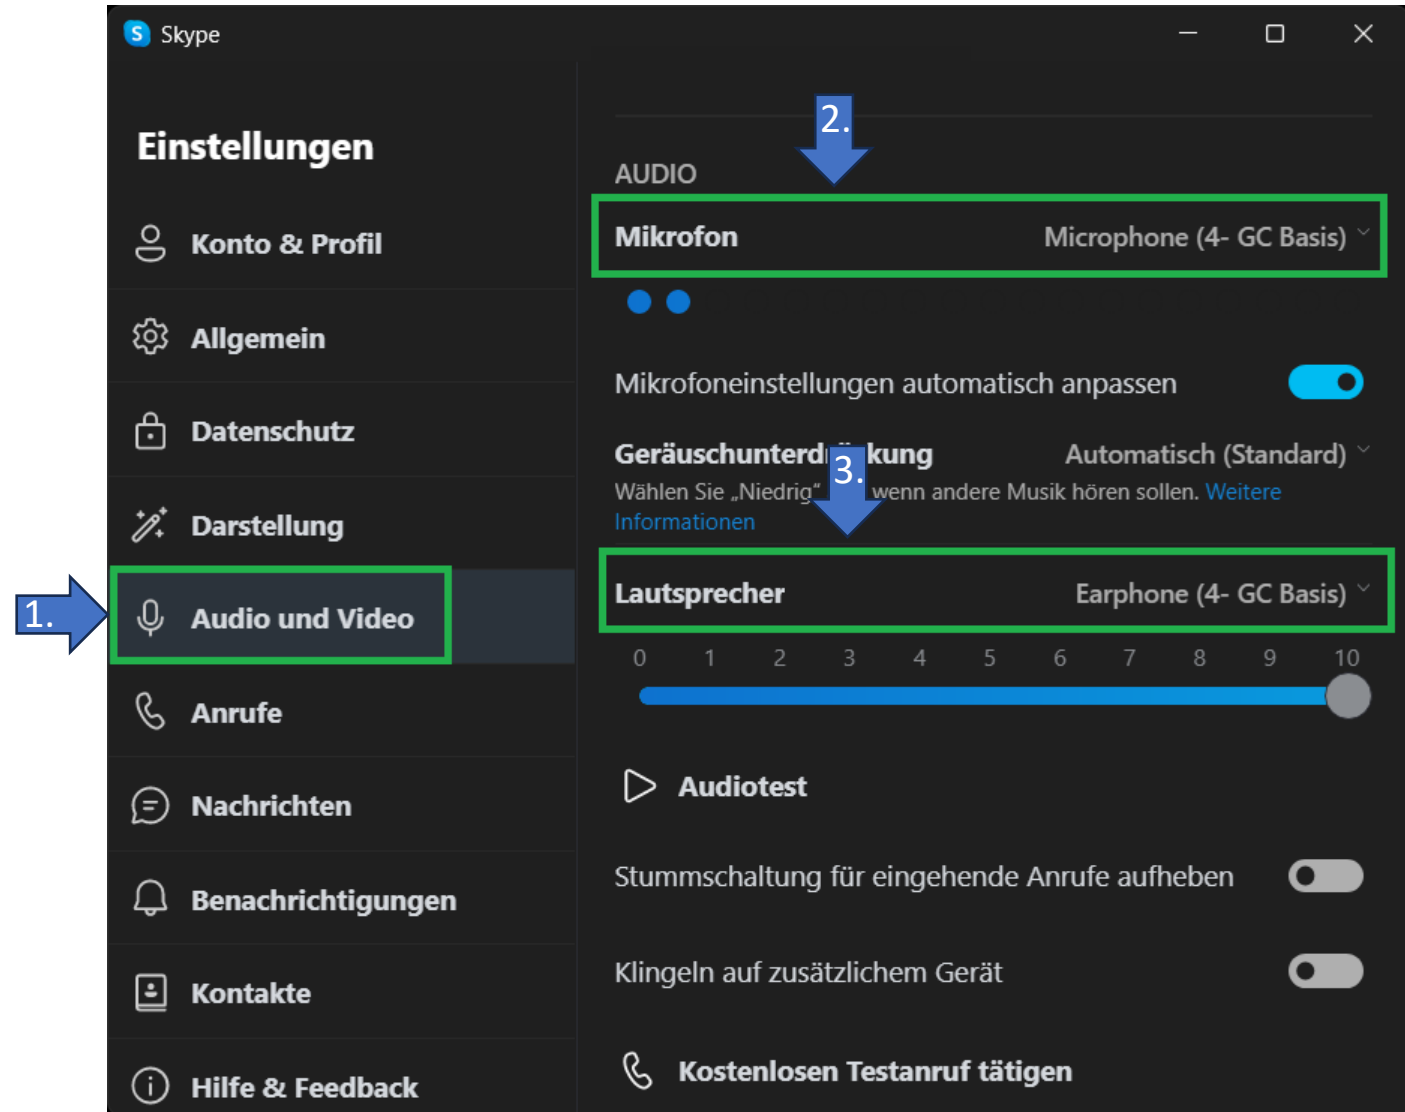 Skype
Einstellungen
Konto & Profil
Allgemein
Datenschutz
Darstellung
1.
Audio und Video
Anrufe
Nachrichten
Benachrichtigungen
Kontakte
Hilfe & Feedback
2.
AUDIO
Mikrofon Microphone (4- GC Basis)
Mikrofoneinstellungen automatisch anpassen
Automatisch (Standard)
3.
Wählen Sie „Niedrig“ wenn andere Musik hören sollen. Weitere
Informationen
Lautsprecher Earphone (4- GC Basis)
0 1 2 3 4 5 6 7 8 9 10
Audiotest
Stummschaltung für eingehende Anrufe aufheben
Klingeln auf zusätzlichem Gerät
Kostenlosen Testanruf tätigen